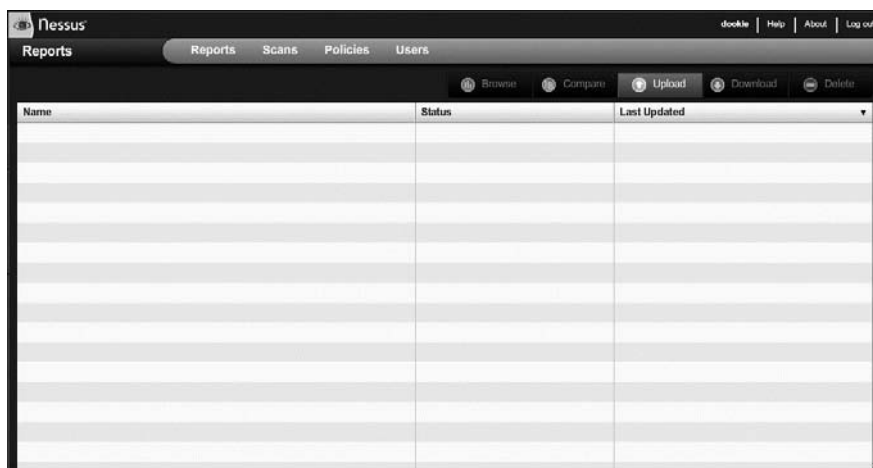 Nessus
dookie | Help | About | Log out
Reports
Reports Scans Policies Users
Browse Compare Upload Download Delete
Name Status Last Updated